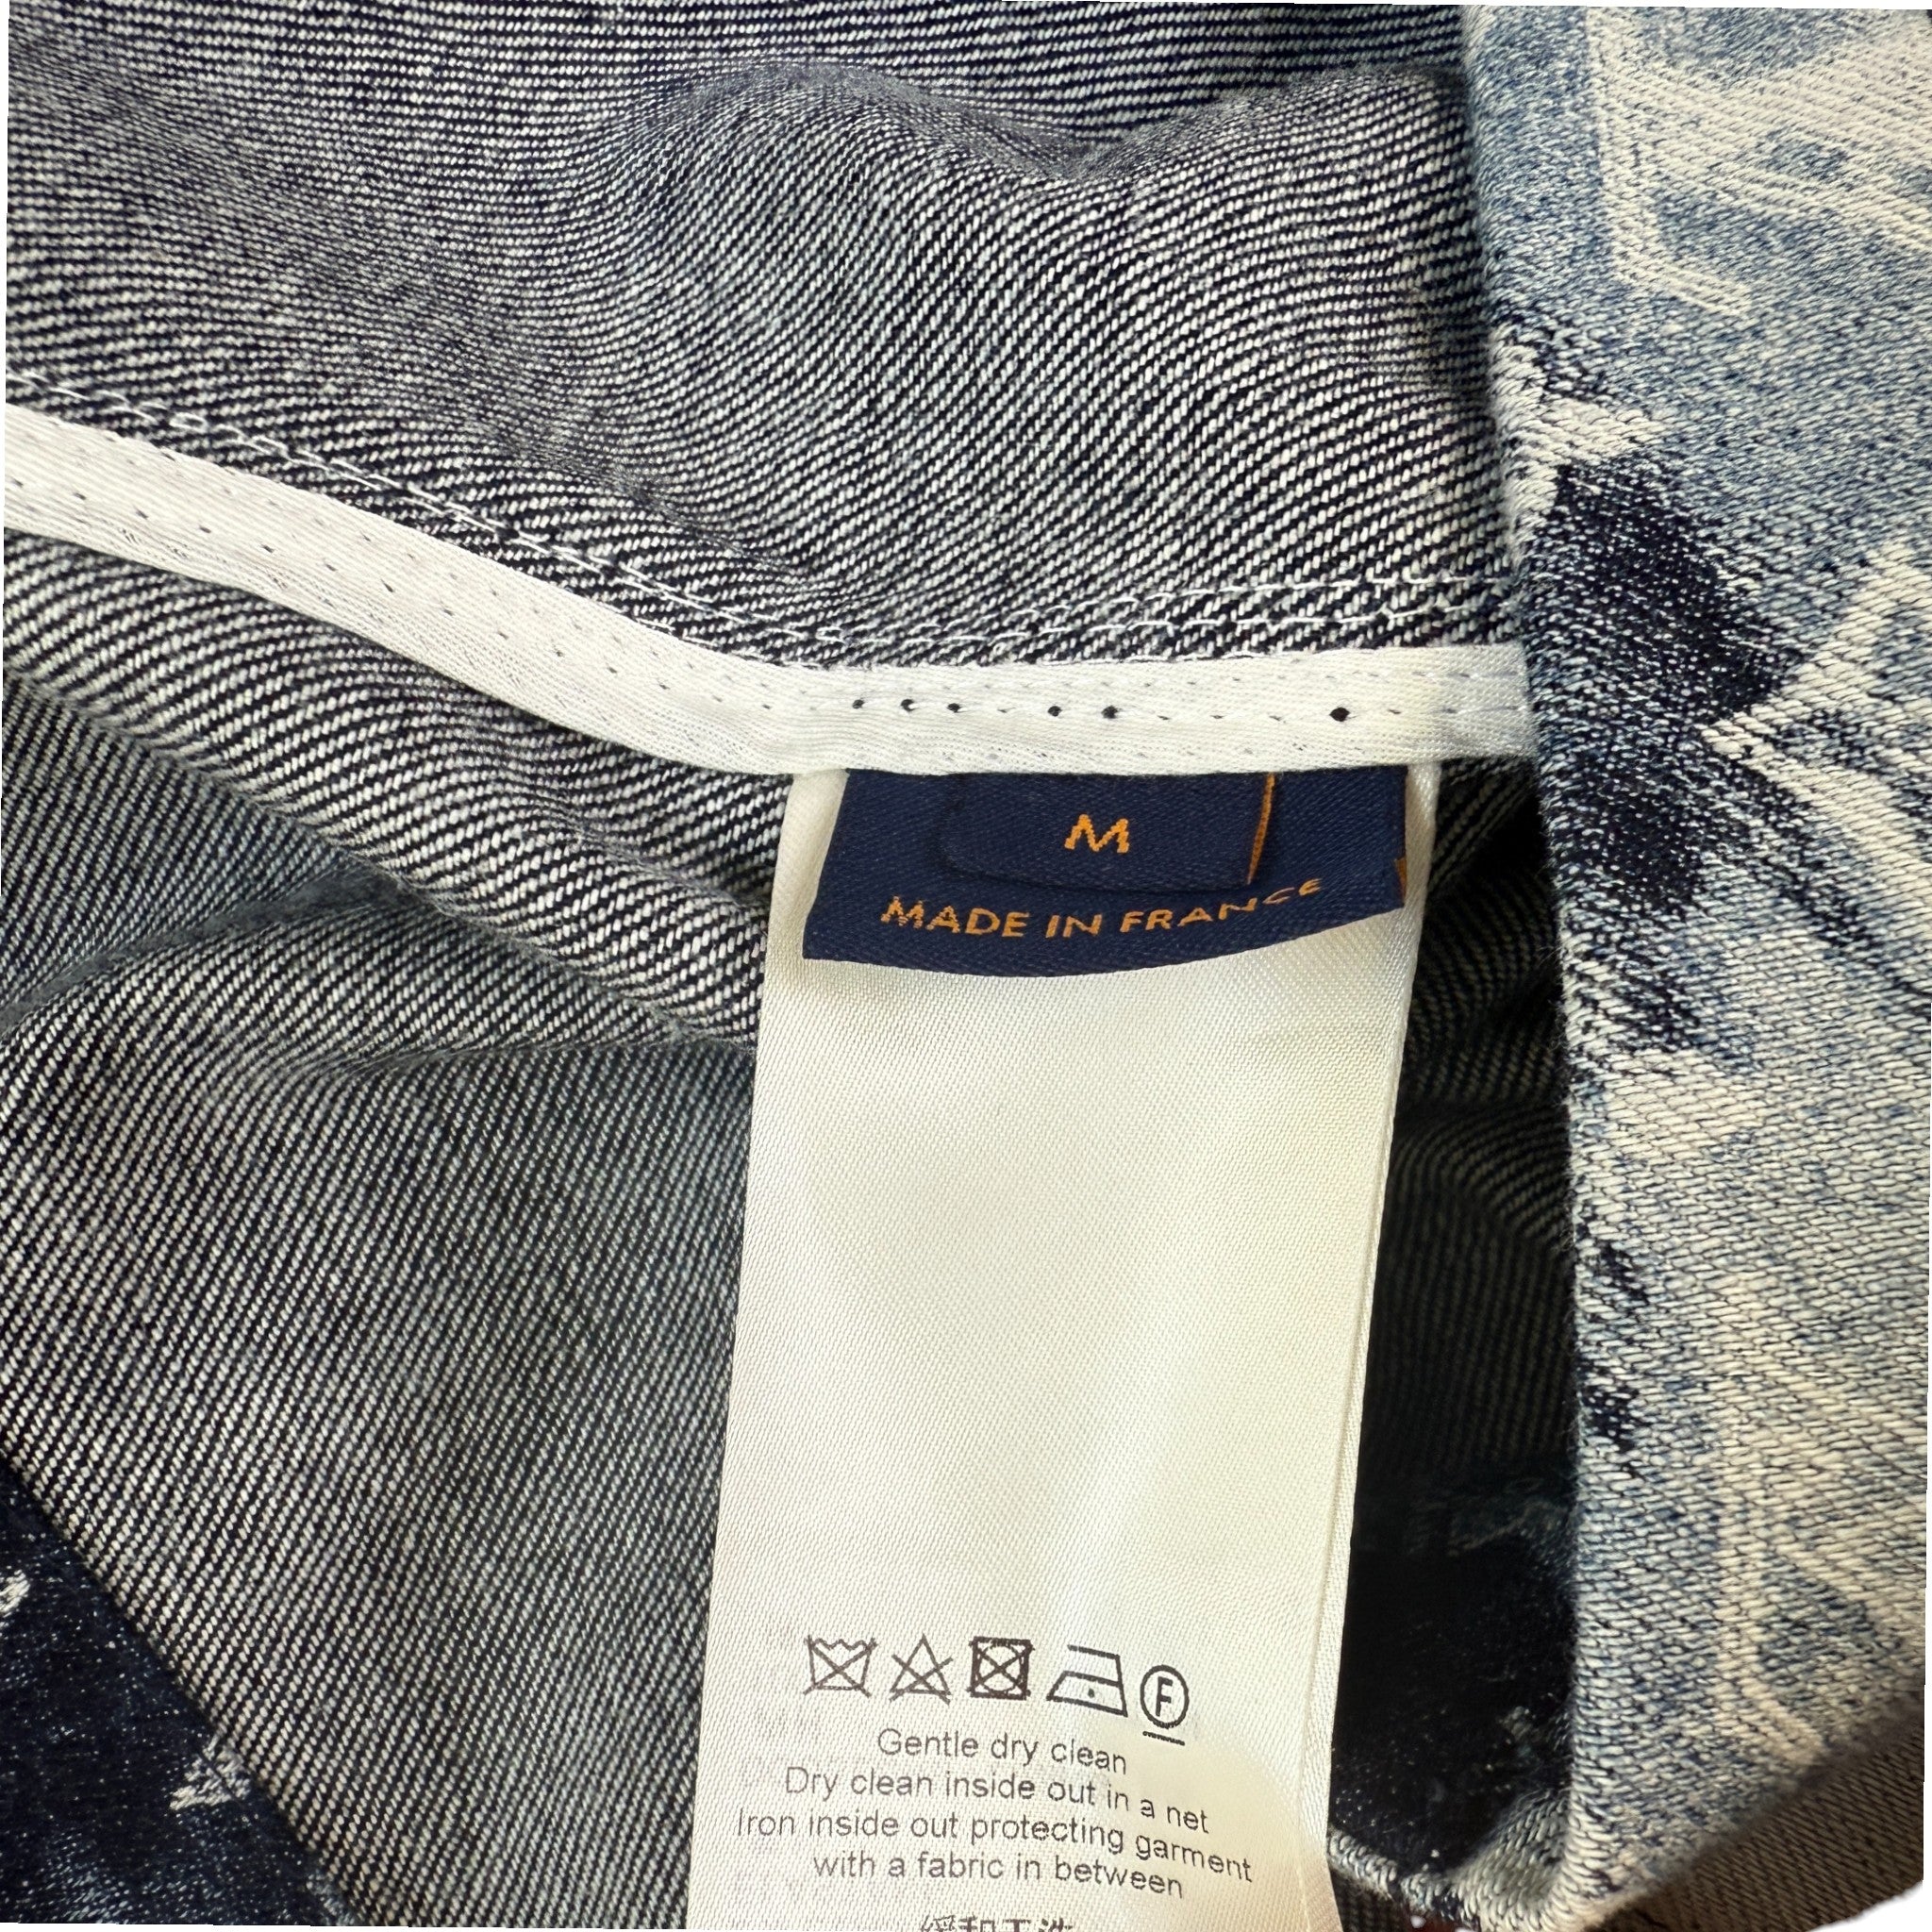 M
MADE IN FRANCE
F
Gentle dry clean
Dry clean inside out in a net
Iron inside out protecting garment
with a fabric in between